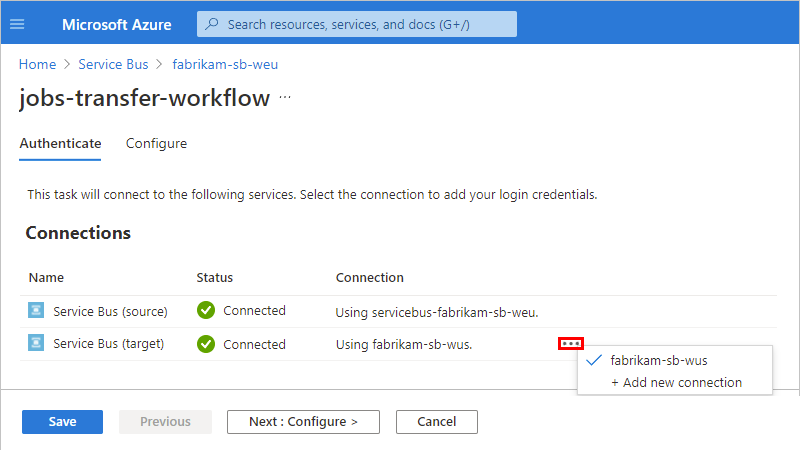 Microsoft Azure
Search resources, services, and docs (G+/)
Home > Service Bus > fabrikam-sb-weu
jobs-transfer-workflow ...
Authenticate Configure
This task will connect to the following services. Select the connection to add your login credentials.
Connections
Name Status Connection
Service Bus (source) Connected Using servicebus-fabrikam-sb-weu.
Service Bus (target) Connected Using fabrikam-sb-wus.
fabrikam-sb-wus
+ Add new connection
Save Previous Next : Configure > Cancel